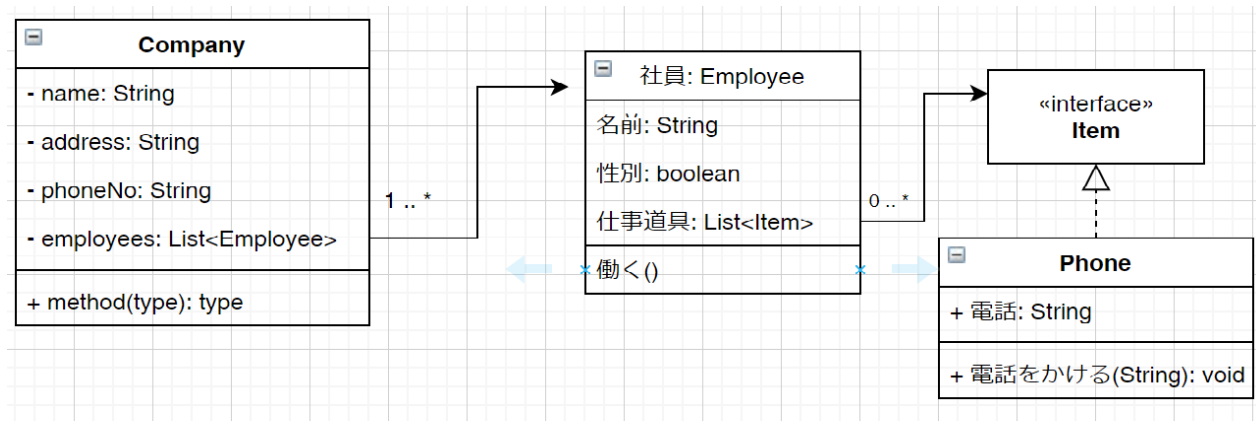 Company
- name: String
- address: String
- phoneNo: String
- employees: List<Employee>
+ method(type): type
1 .. *
社員: Employee
名前: String
性別: boolean
仕事道具: List<Item>
働く()
0 .. *
«interface»
Item
Phone
+ 電話: String
+ 電話をかける(String): void